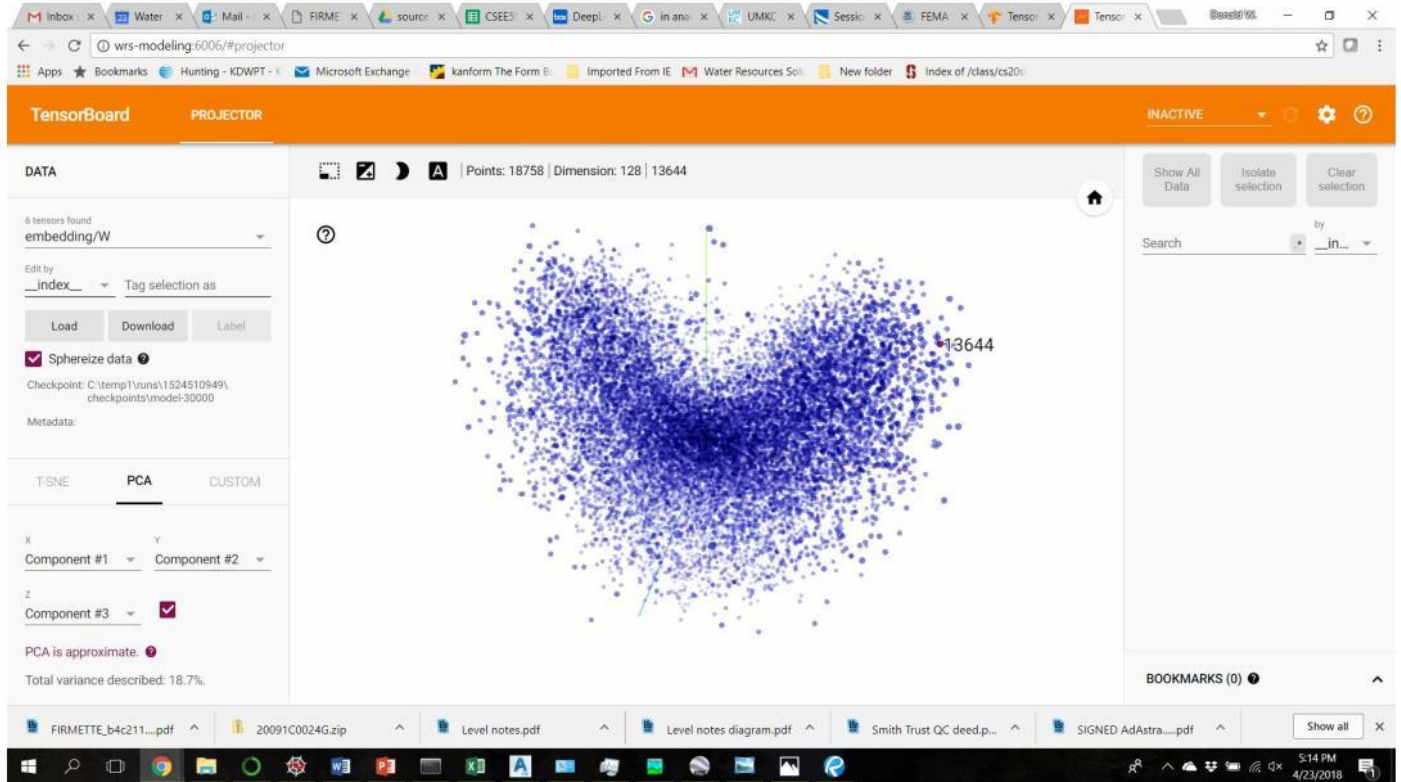 Inbox
Water
Mail -
FIRME
source
CSEE5
DeepL
in ana
UMKC
Sessio
FEMA
Tensor
Tensor
wrs-modeling:6006/#projector
Apps Bookmarks Hunting - KDWPT - Microsoft Exchange kanform The Form B Imported From IE Water Resources Sol New folder Index of /class/cs20s
TensorBoard PROJECTOR INACTIVE
DATA Points: 18758 Dimension: 128 13644
Show All Data
Isolate selection
Clear selection
6 tensors found
embedding/W
by
Search .* __in...
Edit by
__index__ Tag selection as
Load Download Label
Sphereize data
Checkpoint: C:\temp1\runs\1524510949\
checkpoints\model-30000
Metadata:
13644
T-SNE PCA CUSTOM
X Y
Component #1 Component #2
Z
Component #3
PCA is approximate.
Total variance described: 18.7%.
BOOKMARKS (0)
FIRMETTE_b4c211....pdf 20091C0024G.zip Level notes.pdf Level notes diagram.pdf Smith Trust QC deed.p... SIGNED AdAstra.....pdf Show all
5:14 PM
4/23/2018